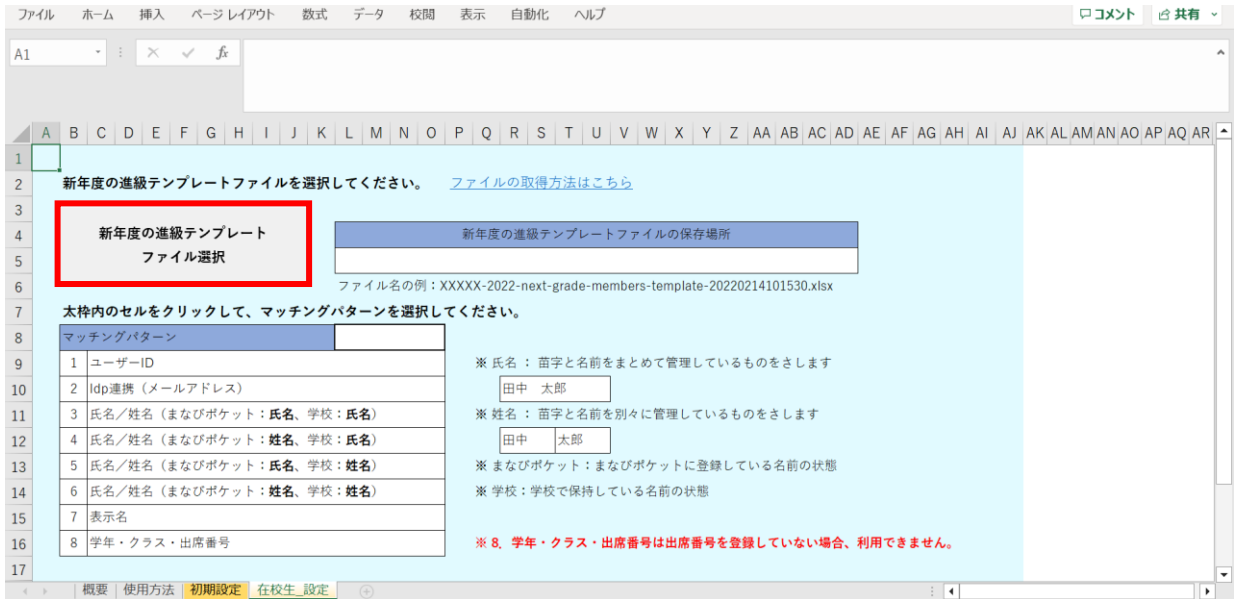 ファイル ホーム 挿入 ページ レイアウト 数式 データ 校閲 表示 自動化 ヘルプ コメント 共有
A1 fx
A B C D E F G H I J K L M N O P Q R S T U V W X Y Z AA AB AC AD AE AF AG AH AI AJ AK AL AM AN AO AP AQ AR
1
2 新年度の進級テンプレートファイルを選択してください。 ファイルの取得方法はこちら
3
4 新年度の進級テンプレート 新年度の進級テンプレートファイルの保存場所
5 ファイル選択
6 ファイル名の例：XXXXX-2022-next-grade-members-template-20220214101530.xlsx
7 太枠内のセルをクリックして、マッチングパターンを選択してください。
8 マッチングパターン
9 1 ユーザーID ※ 氏名 ： 苗字と名前をまとめて管理しているものをさします
10 2 Idp連携（メールアドレス） 田中　太郎
11 3 氏名／姓名（まなびポケット：氏名、学校：氏名） ※ 姓名 ： 苗字と名前を別々に管理しているものをさします
12 4 氏名／姓名（まなびポケット：姓名、学校：氏名） 田中 太郎
13 5 氏名／姓名（まなびポケット：氏名、学校：姓名） ※ まなびポケット：まなびポケットに登録している名前の状態
14 6 氏名／姓名（まなびポケット：姓名、学校：姓名） ※ 学校：学校で保持している名前の状態
15 7 表示名
16 8 学年・クラス・出席番号 ※ 8．学年・クラス・出席番号は出席番号を登録していない場合、利用できません。
17
概要 使用方法 初期設定 在校生_設定